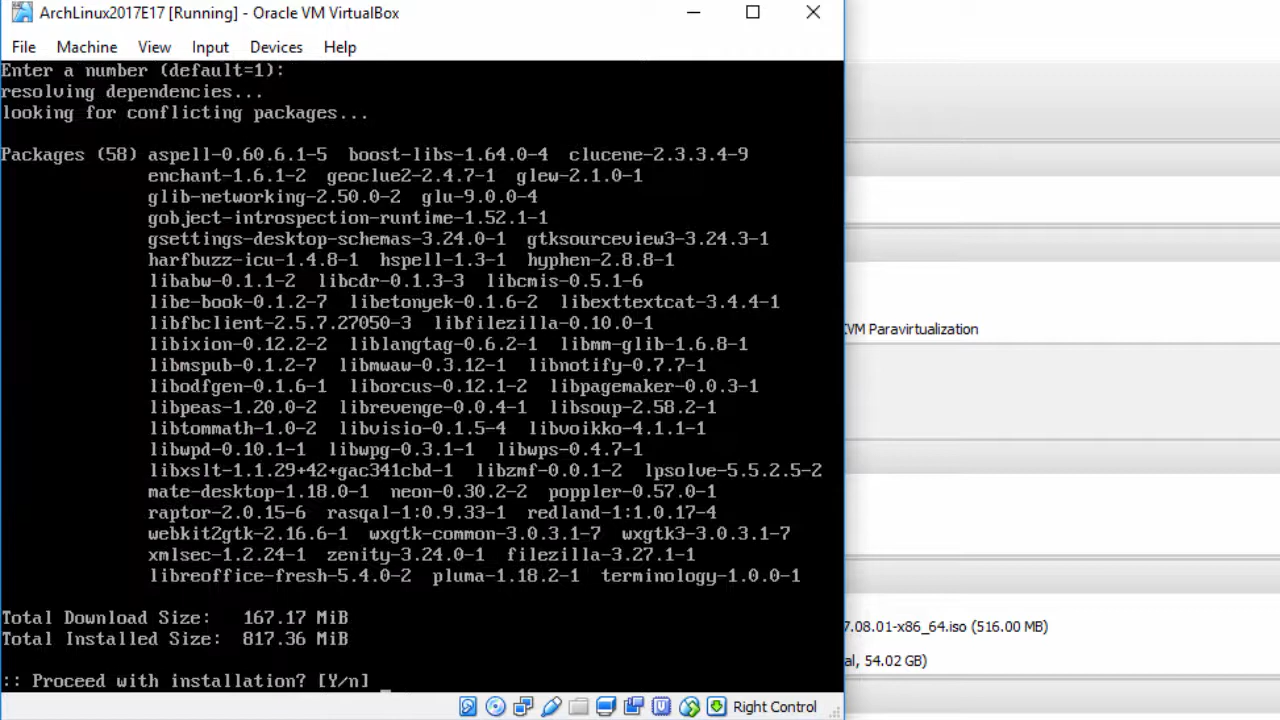 ArchLinux2017E17 [Running] - Oracle VM VirtualBox
File Machine View Input Devices Help
Enter a number (default=1):
resolving dependencies...
looking for conflicting packages...
Packages (58) aspell-0.60.6.1-5 boost-libs-1.64.0-4 clucene-2.3.3.4-9
enchant-1.6.1-2 geoclue2-2.4.7-1 glew-2.1.0-1
glib-networking-2.50.0-2 glu-9.0.0-4
gobject-introspection-runtime-1.52.1-1
gsettings-desktop-schemas-3.24.0-1 gtksourceview3-3.24.3-1
harfbuzz-icu-1.4.8-1 hspell-1.3-1 hyphen-2.8.8-1
libabw-0.1.1-2 libcdr-0.1.3-3 libcmis-0.5.1-6
libe-book-0.1.2-7 libetonyek-0.1.6-2 libexttextcat-3.4.4-1
libfbclient-2.5.7.27050-3 libfilezilla-0.10.0-1
libixion-0.12.2-2 liblangtag-0.6.2-1 libmm-glib-1.6.8-1
libmspub-0.1.2-7 libmwaw-0.3.12-1 libnotify-0.7.7-1
libodfgen-0.1.6-1 liborcus-0.12.1-2 libpagemaker-0.0.3-1
libpeas-1.20.0-2 librevenge-0.0.4-1 libsoup-2.58.2-1
libtommath-1.0-2 libvisio-0.1.5-4 libvoikko-4.1.1-1
libwpd-0.10.1-1 libwpg-0.3.1-1 libwps-0.4.7-1
libxslt-1.1.29+42+gac341cbd-1 libzmf-0.0.1-2 lpsolve-5.5.2.5-2
mate-desktop-1.18.0-1 neon-0.30.2-2 poppler-0.57.0-1
raptor-2.0.15-6 rasqal-1:0.9.33-1 redland-1:1.0.17-4
webkit2gtk-2.16.6-1 wxgtk-common-3.0.3.1-7 wxgtk3-3.0.3.1-7
xmlsec-1.2.24-1 zenity-3.24.0-1 filezilla-3.27.1-1
libreoffice-fresh-5.4.0-2 pluma-1.18.2-1 terminology-1.0.0-1
Total Download Size: 167.17 MiB
Total Installed Size: 817.36 MiB
:: Proceed with installation? [Y/n]
Right Control
KVM Paravirtualization
7.08.01-x86_64.iso (516.00 MB)
al, 54.02 GB)